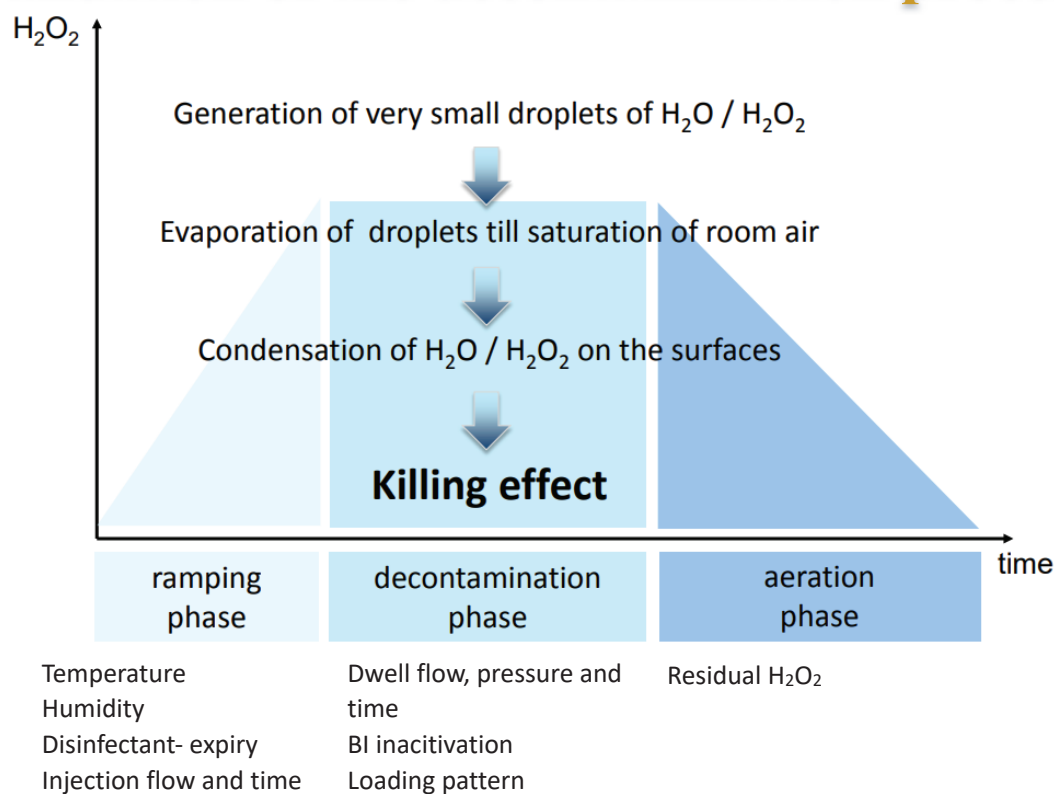 H₂O₂
Generation of very small droplets of H₂O / H₂O₂
Evaporation of droplets till saturation of room air
Condensation of H₂O / H₂O₂ on the surfaces
Killing effect
time
ramping
phase
decontamination
phase
aeration
phase
Temperature
Humidity
Disinfectant- expiry
Injection flow and time
Dwell flow, pressure and
time
BI inacitivation
Loading pattern
Residual H₂O₂